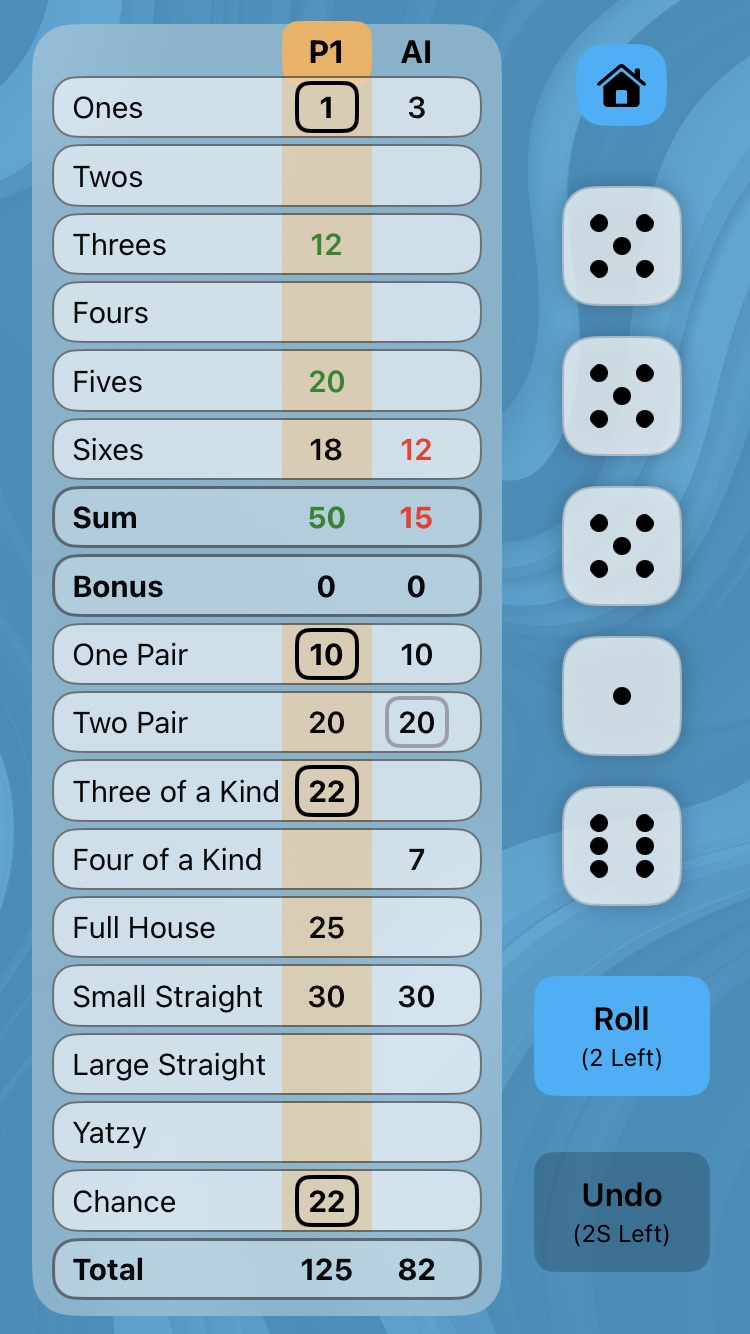 P1 AI
Ones 1 3
Twos
Threes 12
Fours
Fives 20
Sixes 18 12
Sum 50 15
Bonus 0 0
One Pair 10 10
Two Pair 20 20
Three of a Kind 22
Four of a Kind 7
Full House 25
Small Straight 30 30
Large Straight
Yatzy
Chance 22
Total 125 82
Roll
(2 Left)
Undo
(2S Left)